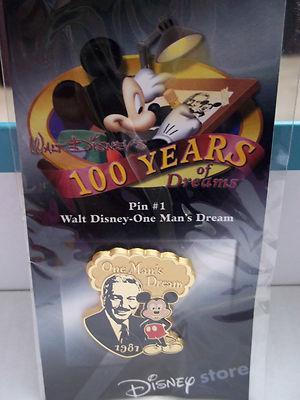 Walt Disney's
100 YEARS
of
Dreams
Pin #1
Walt Disney-One Man's Dream
One Man's
Dream
1981
Disney store